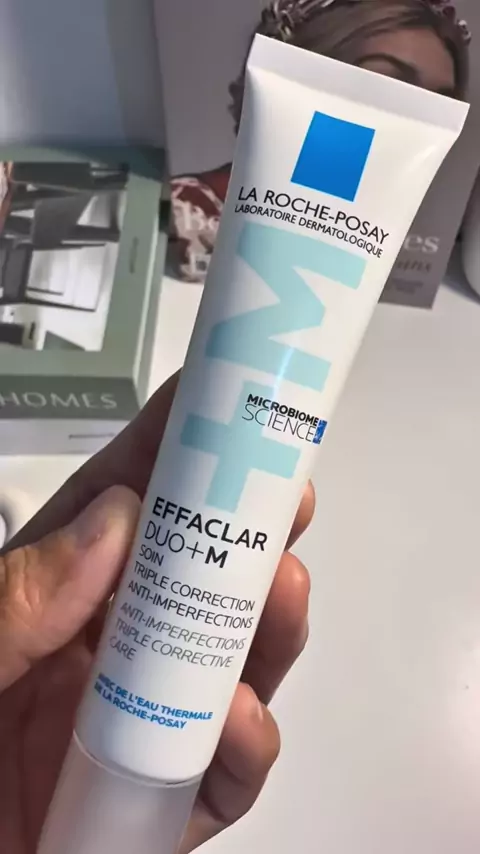 LA ROCHE-POSAY
LABORATOIRE DERMATOLOGIQUE
+M
MICROBIOME
SCIENCE
EFFACLAR
DUO+M
SOIN
TRIPLE CORRECTION
ANTI-IMPERFECTIONS
ANTI-IMPERFECTIONS
TRIPLE CORRECTIVE
CARE
AVEC DE L'EAU THERMALE
DE LA ROCHE-POSAY
HOMES